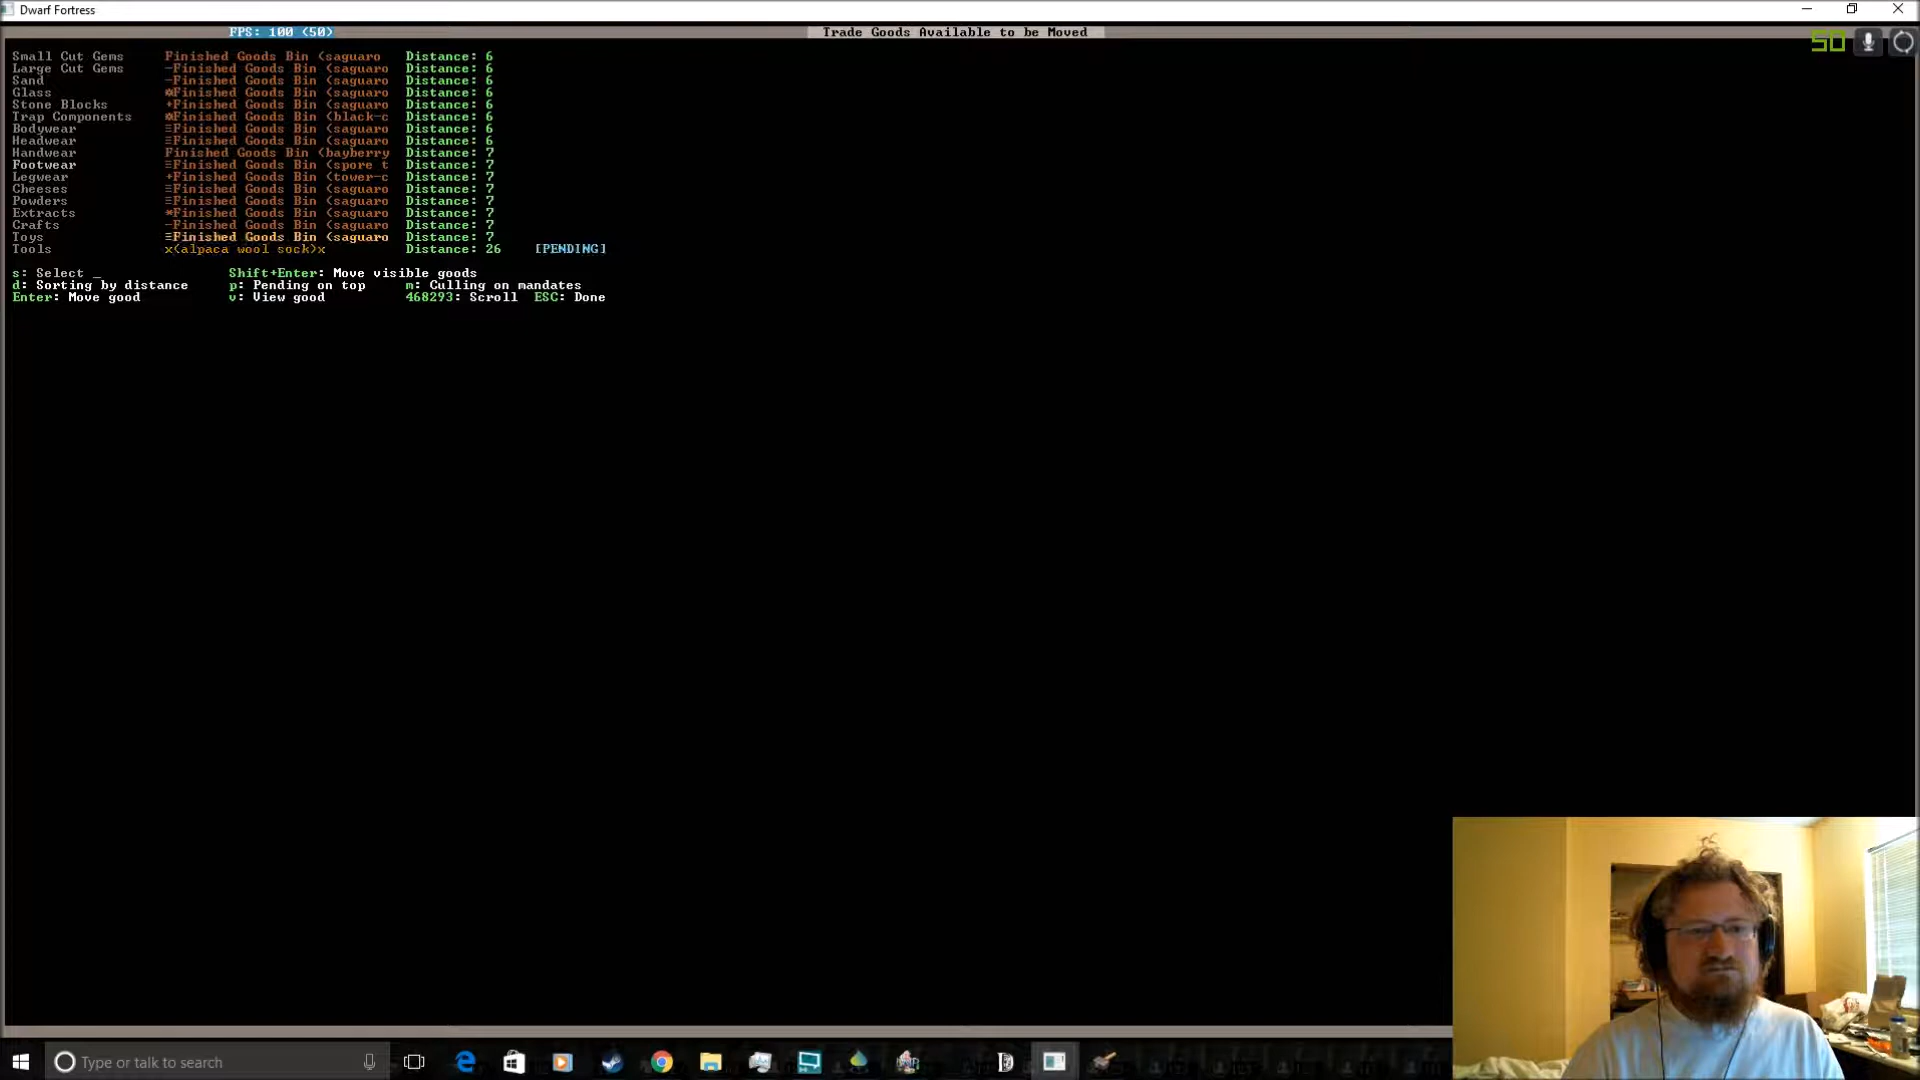 Dwarf Fortress
FPS: 100 (50)
Trade Goods Available to be Moved
50
Small Cut Gems Finished Goods Bin (saguaro Distance: 6
Large Cut Gems -Finished Goods Bin (saguaro Distance: 6
Sand -Finished Goods Bin (saguaro Distance: 6
Glass ☼Finished Goods Bin (saguaro Distance: 6
Stone Blocks +Finished Goods Bin (saguaro Distance: 6
Trap Components ☼Finished Goods Bin (black-c Distance: 6
Bodywear ≡Finished Goods Bin (saguaro Distance: 6
Headwear ≡Finished Goods Bin (saguaro Distance: 6
Handwear Finished Goods Bin (bayberry Distance: 7
Footwear ≡Finished Goods Bin (spore t Distance: 7
Legwear +Finished Goods Bin (tower-c Distance: 7
Cheeses ≡Finished Goods Bin (saguaro Distance: 7
Powders ≡Finished Goods Bin (saguaro Distance: 7
Extracts *Finished Goods Bin (saguaro Distance: 7
Crafts -Finished Goods Bin (saguaro Distance: 7
Toys ≡Finished Goods Bin (saguaro Distance: 7
Tools x(alpaca wool sock)x Distance: 26 [PENDING]
s: Select _ Shift+Enter: Move visible goods
d: Sorting by distance p: Pending on top m: Culling on mandates
Enter: Move good v: View good 468293: Scroll ESC: Done
Type or talk to search